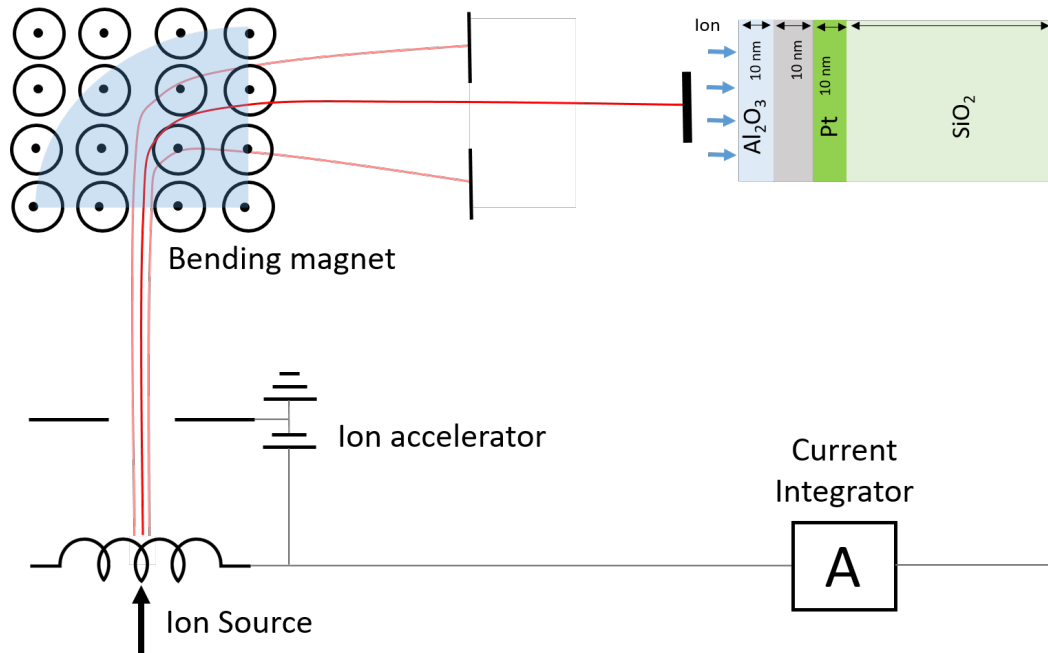 Ion
10 nm
10 nm
10 nm
Al₂O₃
Pt
SiO₂
Bending magnet
Ion accelerator
Current
Integrator
A
Ion Source